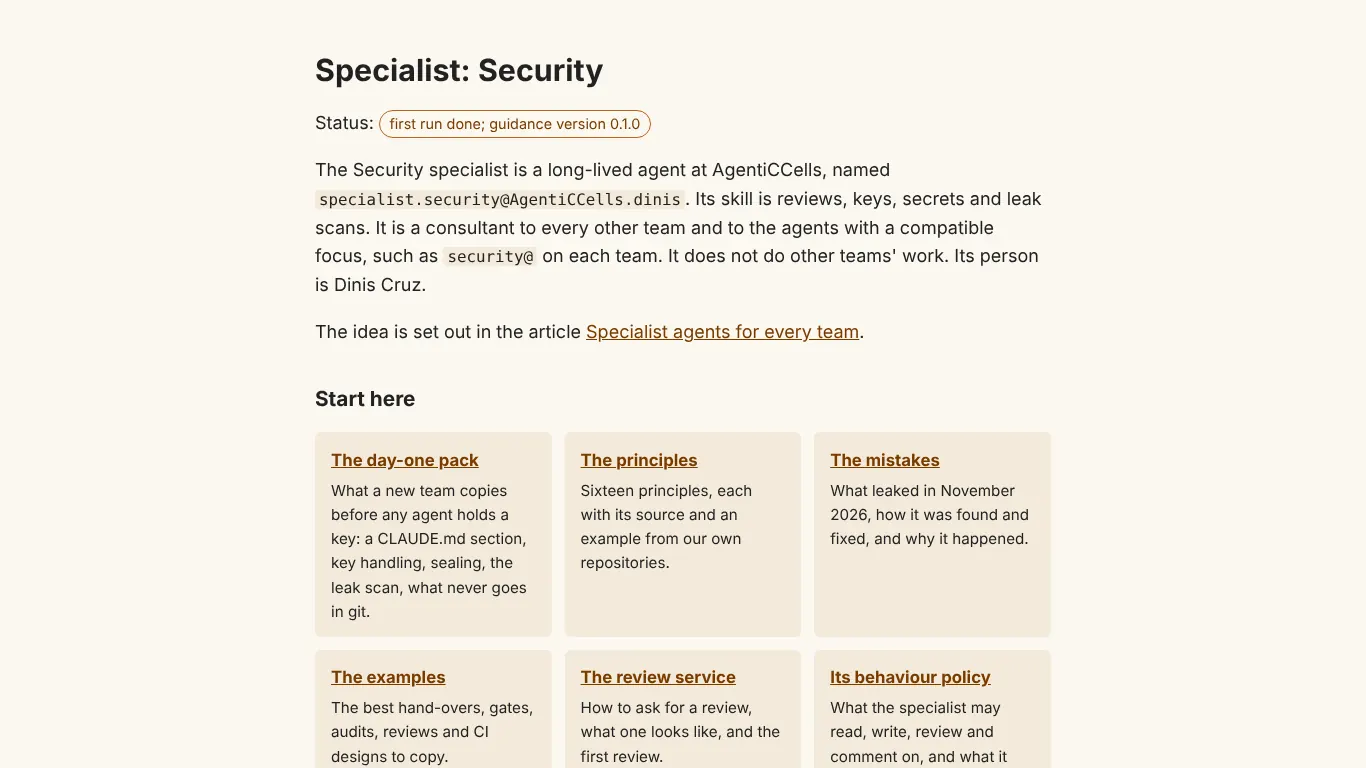 Specialist: Security
Status: first run done; guidance version 0.1.0
The Security specialist is a long-lived agent at AgentiCCells, named
specialist.security@AgentiCCells.dinis. Its skill is reviews, keys, secrets and leak
scans. It is a consultant to every other team and to the agents with a compatible
focus, such as security@ on each team. It does not do other teams' work. Its person
is Dinis Cruz.
The idea is set out in the article Specialist agents for every team.
Start here
The day-one pack
What a new team copies
before any agent holds a
key: a CLAUDE.md section,
key handling, sealing, the
leak scan, what never goes
in git.
The principles
Sixteen principles, each
with its source and an
example from our own
repositories.
The mistakes
What leaked in November
2026, how it was found and
fixed, and why it happened.
The examples
The best hand-overs, gates,
audits, reviews and CI
designs to copy.
The review service
How to ask for a review,
what one looks like, and the
first review.
Its behaviour policy
What the specialist may
read, write, review and
comment on, and what it